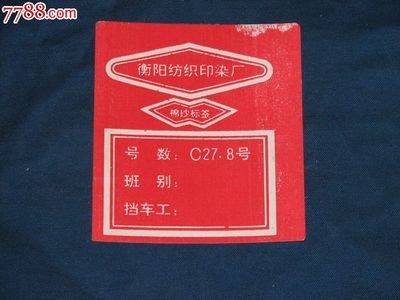 7788.com
衡阳纺织印染厂
棉纱标签
号 数：C27.8号
班 别：
挡车工：